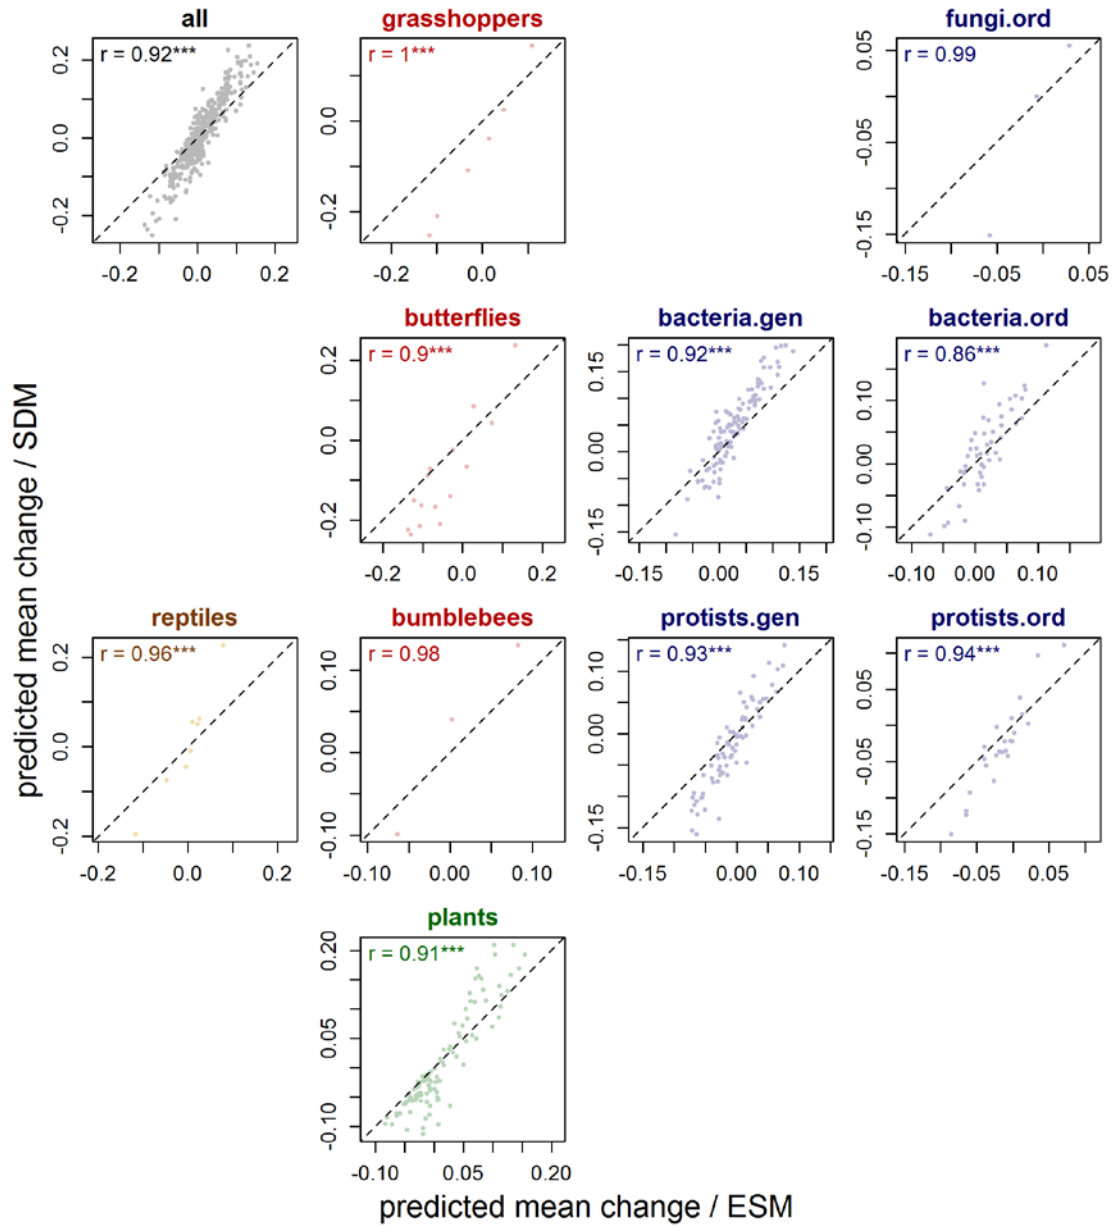 all
grasshoppers
fungi.ord
r = 0.92***
r = 1***
r = 0.99
0.2
0.0
-0.2
0.0
-0.2
0.05
-0.05
-0.15
-0.2 0.0 0.2
-0.2 0.0
-0.15 -0.05 0.05
butterflies
bacteria.gen
bacteria.ord
r = 0.9***
r = 0.92***
r = 0.86***
0.2
0.0
-0.2
0.15
0.00
-0.15
0.10
0.00
-0.10
-0.2 0.0 0.2
-0.15 0.00 0.15
-0.10 0.00 0.10
predicted mean change / SDM
reptiles
bumblebees
protists.gen
protists.ord
r = 0.96***
r = 0.98
r = 0.93***
r = 0.94***
0.2
0.0
-0.2
0.10
0.00
-0.10
0.10
0.00
-0.15
0.05
-0.05
-0.15
-0.2 0.0 0.2
-0.10 0.00 0.10
-0.15 0.00 0.10
-0.15 -0.05 0.05
plants
r = 0.91***
0.20
0.05
-0.10
-0.10 0.05 0.20
predicted mean change / ESM